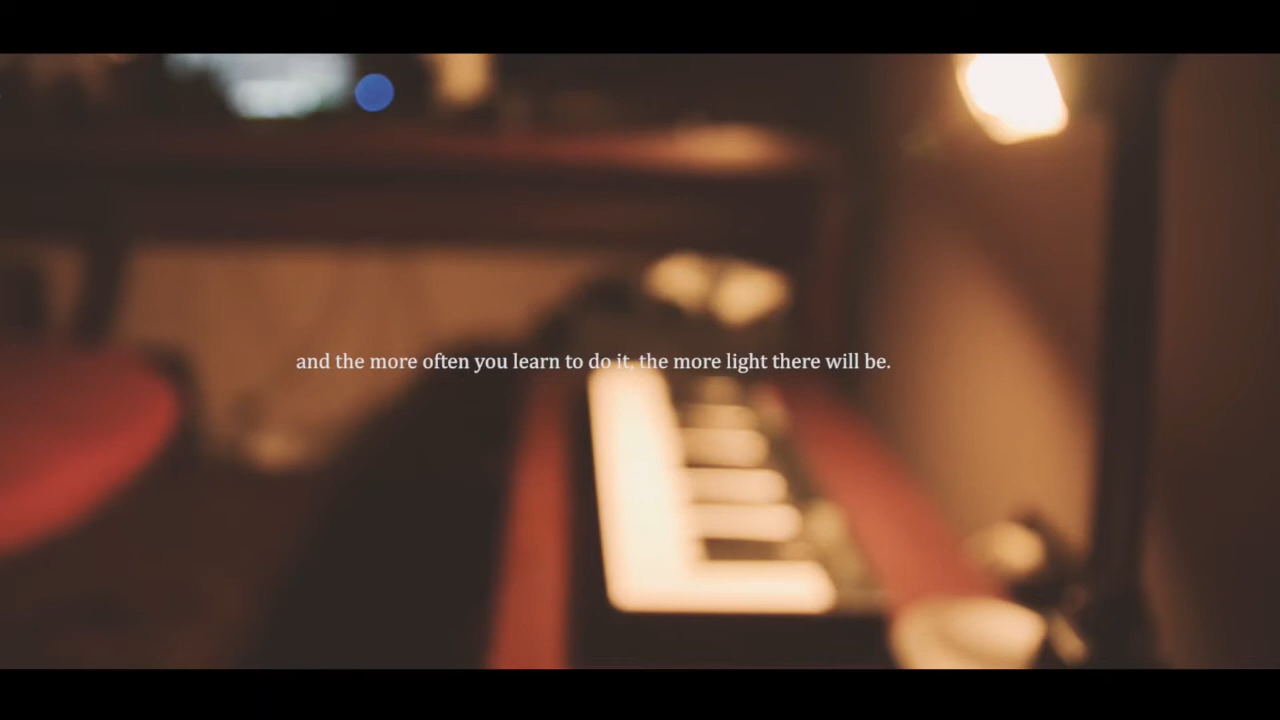 and the more often you learn to do it, the more light there will be.